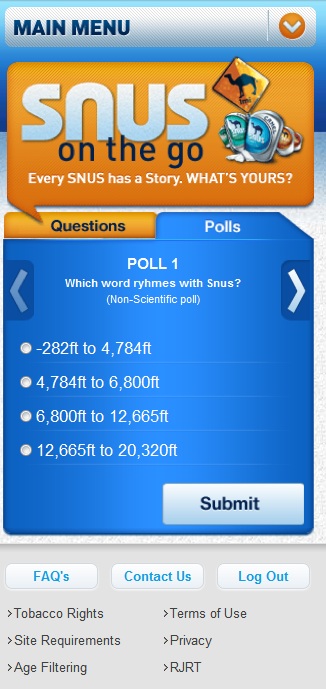 MAIN MENU
SNUS
on the go
Every SNUS has a Story. WHAT'S YOURS?
Questions
Polls
POLL 1
Which word ryhmes with Snus?
(Non-Scientific poll)
-282ft to 4,784ft
4,784ft to 6,800ft
6,800ft to 12,665ft
12,665ft to 20,320ft
Submit
FAQ's
Contact Us
Log Out
Tobacco Rights
Terms of Use
Site Requirements
Privacy
Age Filtering
RJRT